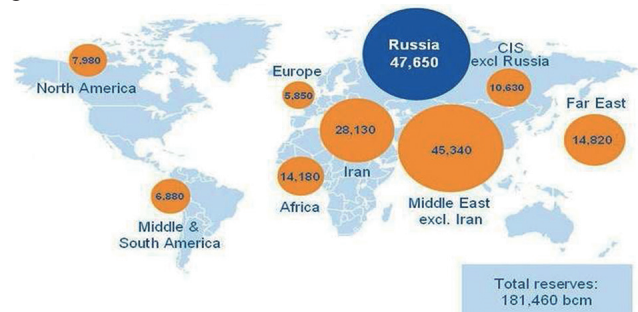 Russia
47,650
7,980
North America
CIS
excl Russia
10,630
Europe
5,850
Far East
14,820
28,130
Iran
45,340
Middle East
excl. Iran
14,180
Africa
6,880
Middle &
South America
Total reserves:
181,460 bcm